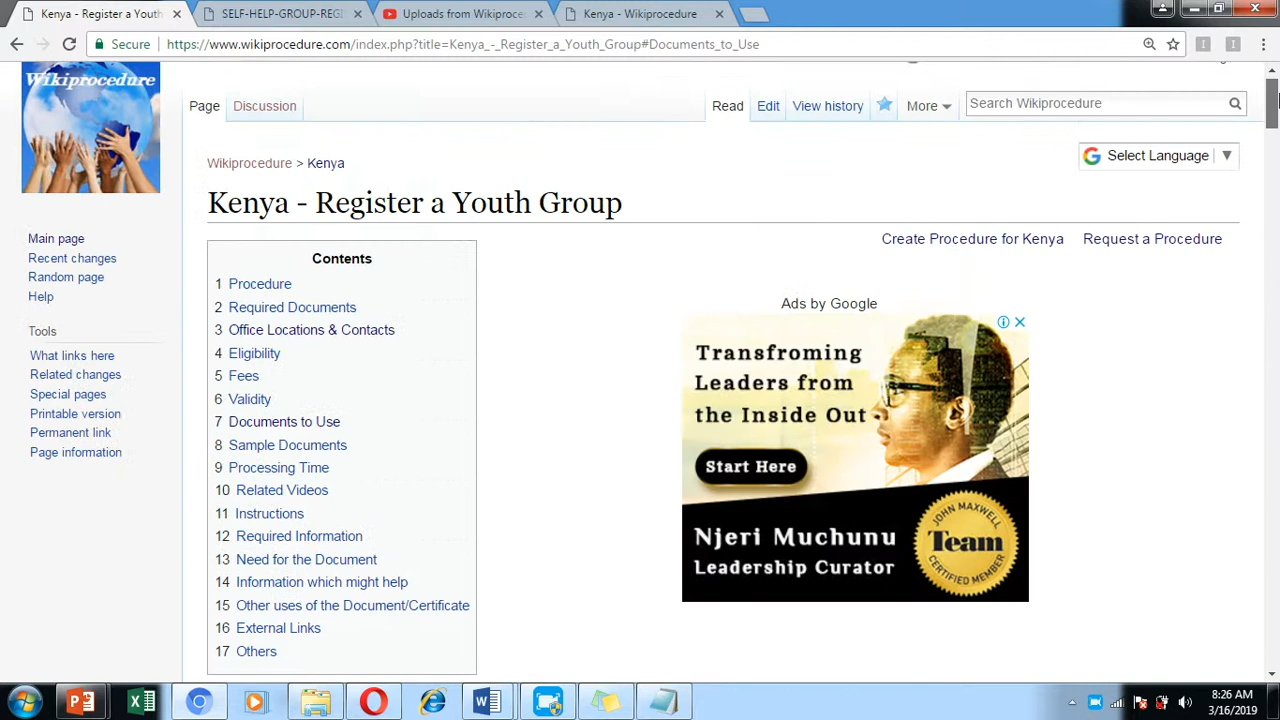 Kenya - Register a Youth
SELF-HELP-GROUP-REG
Uploads from Wikiproce
Kenya - Wikiprocedure
Secure
https://www.wikiprocedure.com/index.php?title=Kenya_-_Register_a_Youth_Group#Documents_to_Use
Wikiprocedure
Page
Discussion
Read
Edit
View history
More
Search Wikiprocedure
Wikiprocedure > Kenya
Select Language
Kenya - Register a Youth Group
Create Procedure for Kenya
Request a Procedure
Main page
Recent changes
Random page
Help
Tools
What links here
Related changes
Special pages
Printable version
Permanent link
Page information
Contents
1 Procedure
2 Required Documents
3 Office Locations & Contacts
4 Eligibility
5 Fees
6 Validity
7 Documents to Use
8 Sample Documents
9 Processing Time
10 Related Videos
11 Instructions
12 Required Information
13 Need for the Document
14 Information which might help
15 Other uses of the Document/Certificate
16 External Links
17 Others
Ads by Google
Transfroming
Leaders from
the Inside Out
Start Here
Njeri Muchunu
Leadership Curator
JOHN MAXWELL
Team
CERTIFIED MEMBER
8:26 AM
3/16/2019